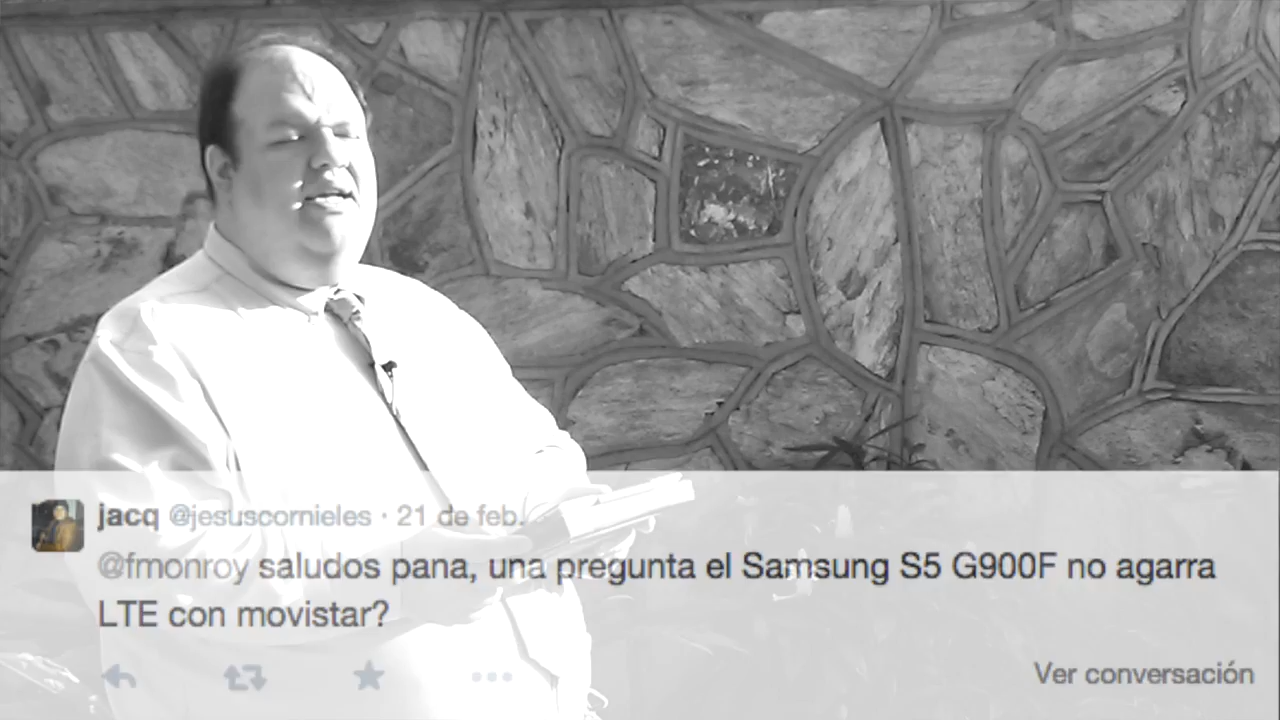 jacq @jesuscornieles · 21 de feb.
@fmonroy saludos pana, una pregunta el Samsung S5 G900F no agarra
LTE con movistar?
Ver conversación